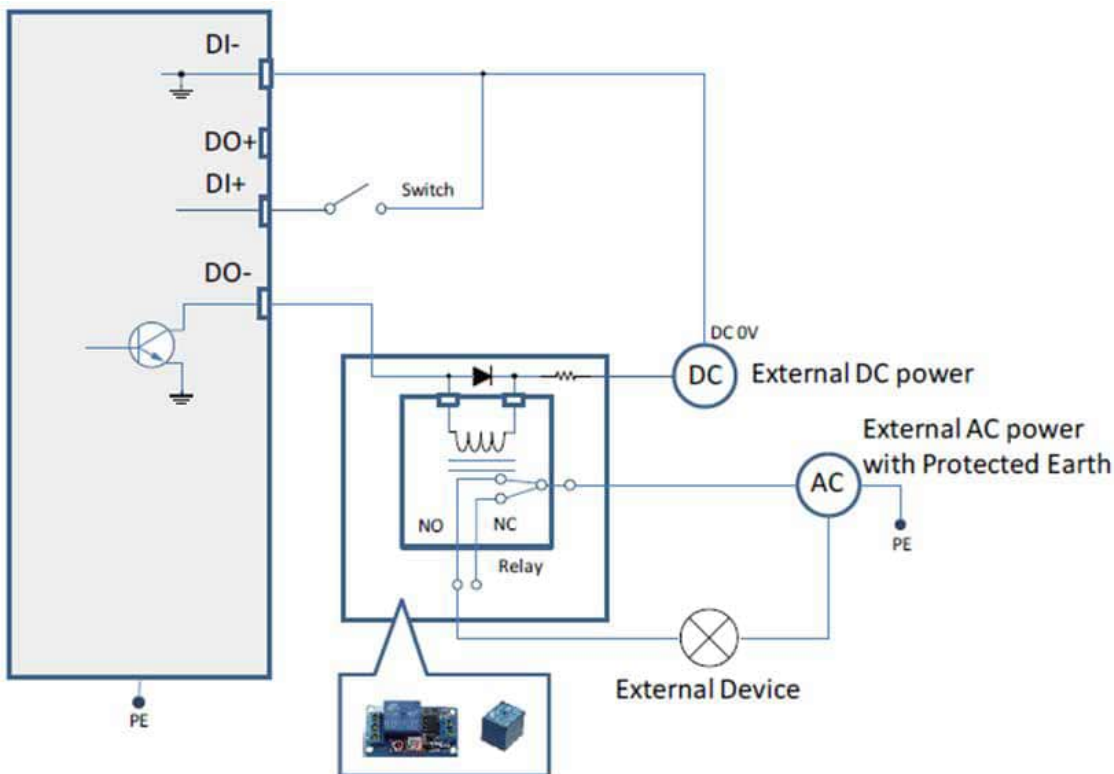 DI-
DO+
DI+
Switch
DO-
DC 0V
DC
External DC power
External AC power
with Protected Earth
AC
NO
NC
PE
Relay
External Device
PE